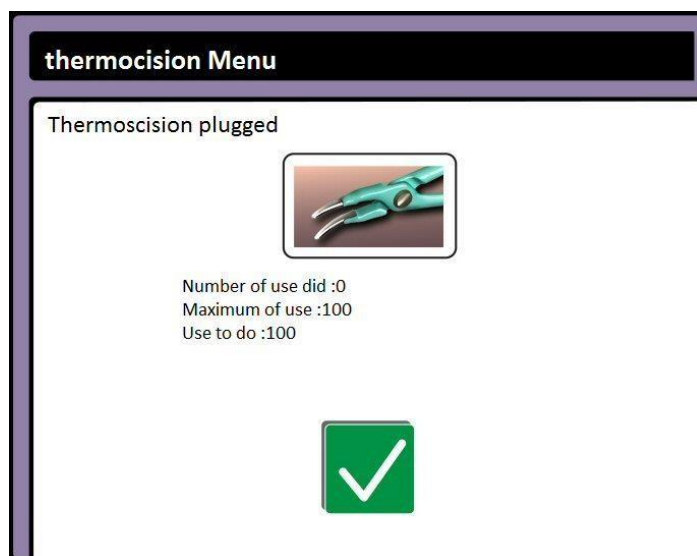 thermocision Menu
Thermoscision plugged
Number of use did :0
Maximum of use :100
Use to do :100